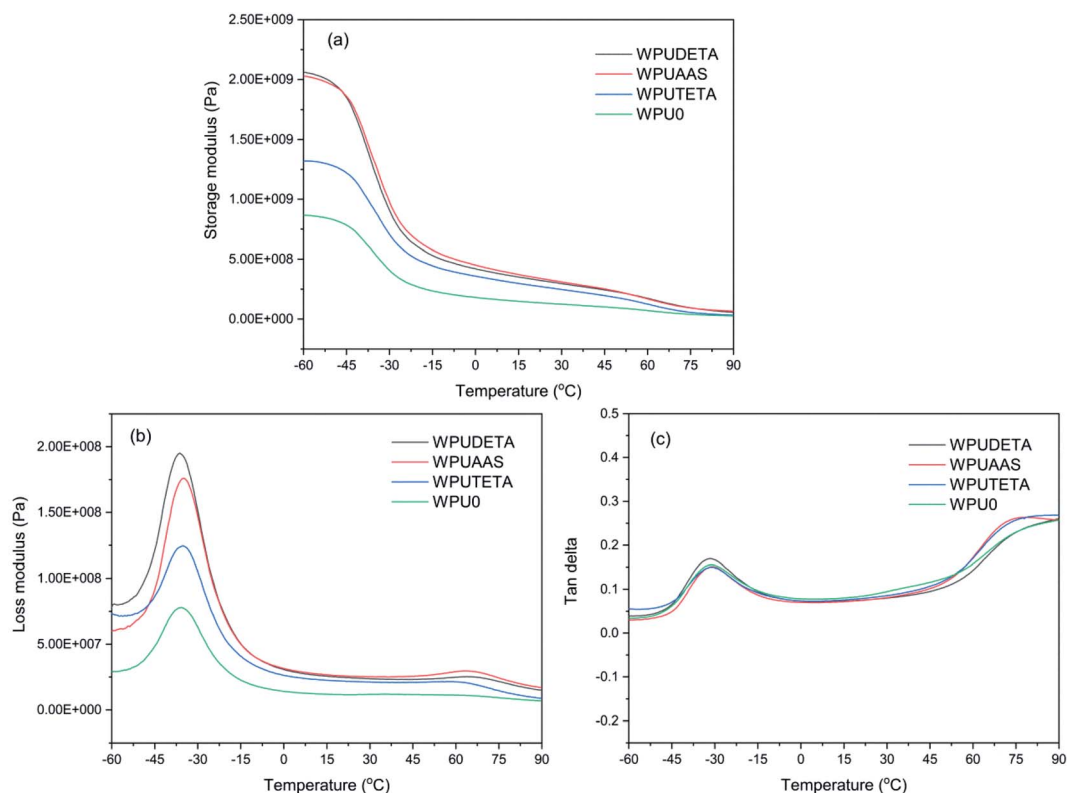 (a)
WPUDETA
WPUAAS
WPUTETA
WPU0
2.50E+009
2.00E+009
1.50E+009
1.00E+009
5.00E+008
0.00E+000
Storage modulus (Pa)
-60 -45 -30 -15 0 15 30 45 60 75 90
Temperature (°C)
(b)
WPUDETA
WPUAAS
WPUTETA
WPU0
2.00E+008
1.50E+008
1.00E+008
5.00E+007
0.00E+000
Loss modulus (Pa)
-60 -45 -30 -15 0 15 30 45 60 75 90
Temperature (°C)
(c)
WPUDETA
WPUAAS
WPUTETA
WPU0
0.5
0.4
0.3
0.2
0.1
0.0
-0.1
-0.2
Tan delta
-60 -45 -30 -15 0 15 30 45 60 75 90
Temperature (°C)